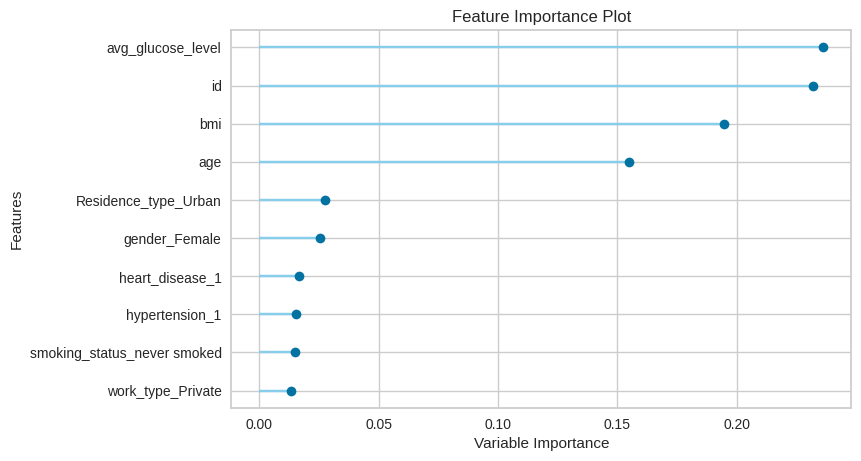 Feature Importance Plot
avg_glucose_level
id
bmi
age
Residence_type_Urban
gender_Female
heart_disease_1
hypertension_1
smoking_status_never smoked
work_type_Private
Features
0.00 0.05 0.10 0.15 0.20
Variable Importance